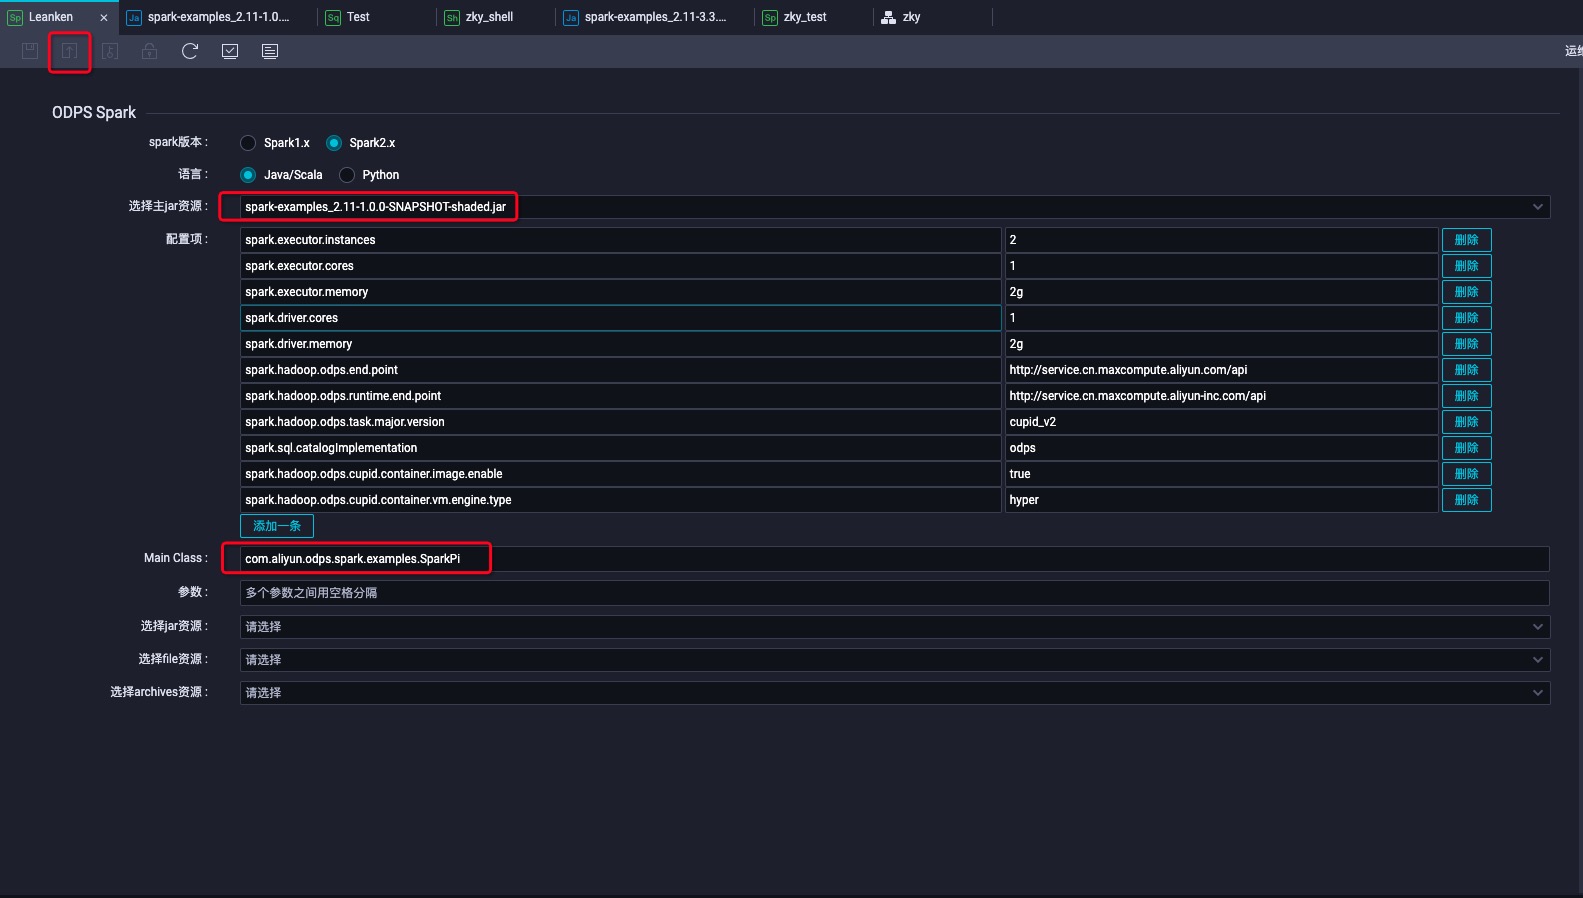 Sp Leanken × Ja spark-examples_2.11-1.0.... Sq Test Sh zky_shell Ja spark-examples_2.11-3.3.... Sp zky_test zky
ODPS Spark
spark版本 : Spark1.x Spark2.x
语言 : Java/Scala Python
选择主jar资源 : spark-examples_2.11-1.0.0-SNAPSHOT-shaded.jar
配置项 : spark.executor.instances 2 删除
spark.executor.cores 1 删除
spark.executor.memory 2g 删除
spark.driver.cores 1 删除
spark.driver.memory 2g 删除
spark.hadoop.odps.end.point http://service.cn.maxcompute.aliyun.com/api 删除
spark.hadoop.odps.runtime.end.point http://service.cn.maxcompute.aliyun-inc.com/api 删除
spark.hadoop.odps.task.major.version cupid_v2 删除
spark.sql.catalogImplementation odps 删除
spark.hadoop.odps.cupid.container.image.enable true 删除
spark.hadoop.odps.cupid.container.vm.engine.type hyper 删除
添加一条
Main Class : com.aliyun.odps.spark.examples.SparkPi
参数 : 多个参数之间用空格分隔
选择jar资源 : 请选择
选择file资源 : 请选择
选择archives资源 : 请选择